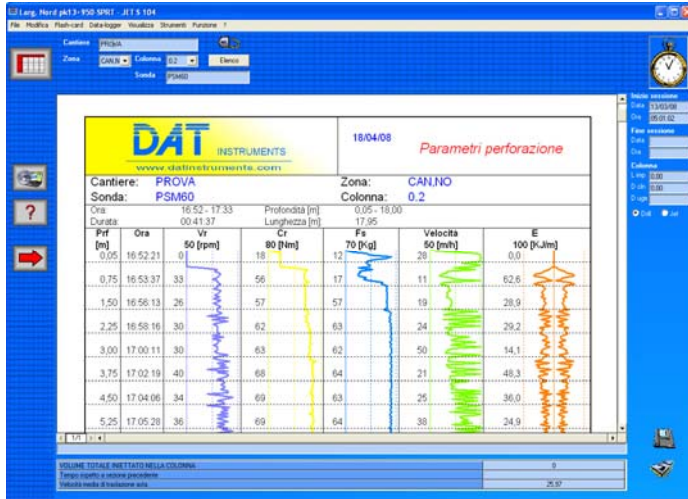 Larg. Nord pk13+950 SPRT - JET S 104
File Modifica Flash-card Data-logger Visualizza Strumenti Funzione ?
Cantiere PROVA
Zona CAN,N Colonna 0.2 Elenco
Sonda PSM60
Inizio sessione
Data 13/03/08
Ora 05.01.02
Fine sessione
Data
Ora
Colonna
0,00
0,00
DAT INSTRUMENTS
www.datinstruments.com
18/04/08
Parametri perforazione
Cantiere: PROVA Zona: CAN,NO
Sonda: PSM60 Colonna: 0.2
Ora: 16:52 - 17:33 Profondità [m] 0,05 - 18,00
Durata: 00:41:37 Lunghezza [m] 17,95
Prf Ora Vr Cr Fs Velocità E
[m] 50 [rpm] 80 [Nm] 70 [Kg] 50 [m/h] 100 [KJ/m]
0,05 16:52:21 0 18 12 28 0,0
0,75 16:53:37 33 56 17 11 62,6
1,50 16:56:13 26 57 57 19 28,9
2,25 16:58:16 30 62 63 24 29,2
3,00 17:00:11 30 63 62 50 14,1
3,75 17:02:19 40 68 64 21 48,3
4,50 17:04:06 34 69 63 25 36,0
5,25 17:05:28 36 69 64 38 24,9
1/1
VOLUME TOTALE INIETTATO NELLA COLONNA 0
Tempo rispetto a sezione precedente
Velocità media di traslazione asta 25,97